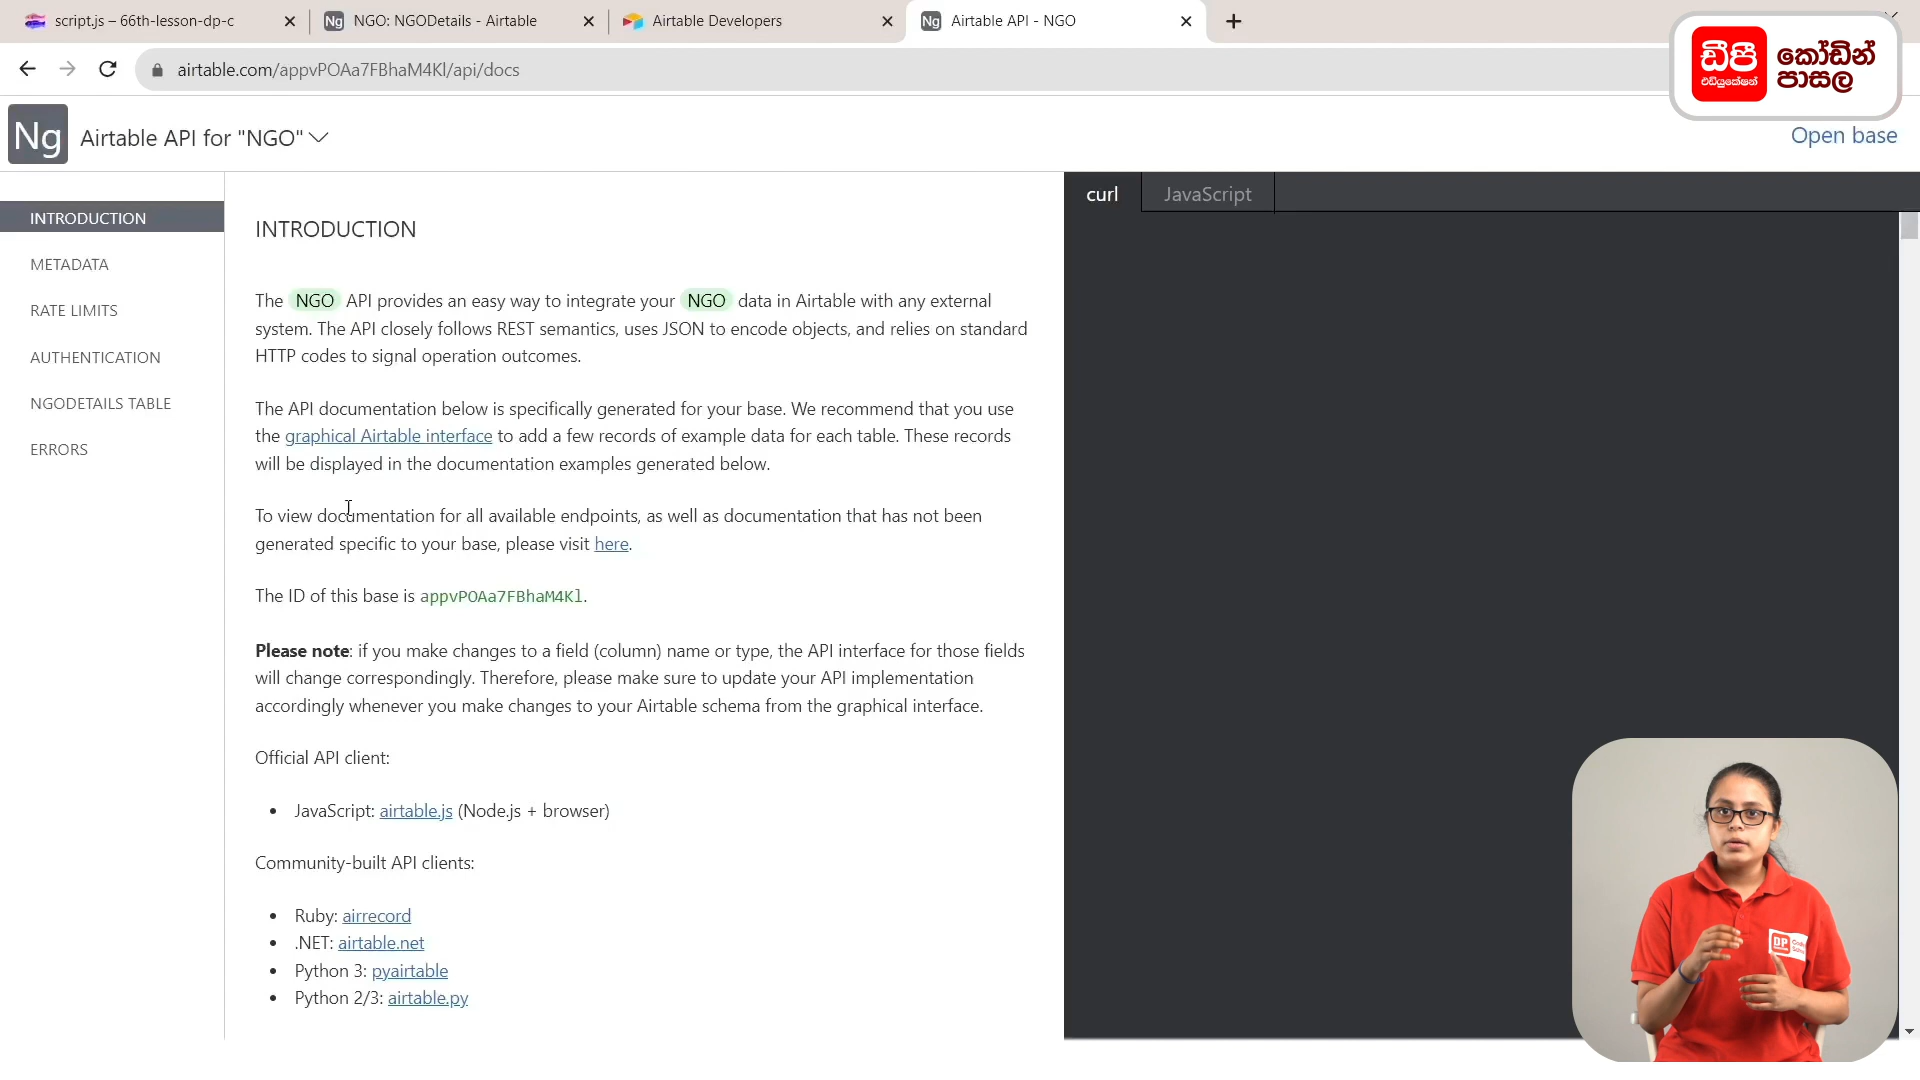 script.js – 66th-lesson-dp-c
NGO: NGODetails - Airtable
Airtable Developers
Airtable API - NGO
airtable.com/appvPOAa7FBhaM4Kl/api/docs
ඩීපී
එඩියුකේෂන්
කෝඩින්
පාසල
Ng
Airtable API for "NGO"
Open base
INTRODUCTION
METADATA
RATE LIMITS
AUTHENTICATION
NGODETAILS TABLE
ERRORS
INTRODUCTION
The NGO API provides an easy way to integrate your NGO data in Airtable with any external
system. The API closely follows REST semantics, uses JSON to encode objects, and relies on standard
HTTP codes to signal operation outcomes.
The API documentation below is specifically generated for your base. We recommend that you use
the graphical Airtable interface to add a few records of example data for each table. These records
will be displayed in the documentation examples generated below.
To view documentation for all available endpoints, as well as documentation that has not been
generated specific to your base, please visit here.
The ID of this base is appvPOAa7FBhaM4Kl.
Please note: if you make changes to a field (column) name or type, the API interface for those fields
will change correspondingly. Therefore, please make sure to update your API implementation
accordingly whenever you make changes to your Airtable schema from the graphical interface.
Official API client:
• JavaScript: airtable.js (Node.js + browser)
Community-built API clients:
• Ruby: airrecord
• .NET: airtable.net
• Python 3: pyairtable
• Python 2/3: airtable.py
curl
JavaScript
DP